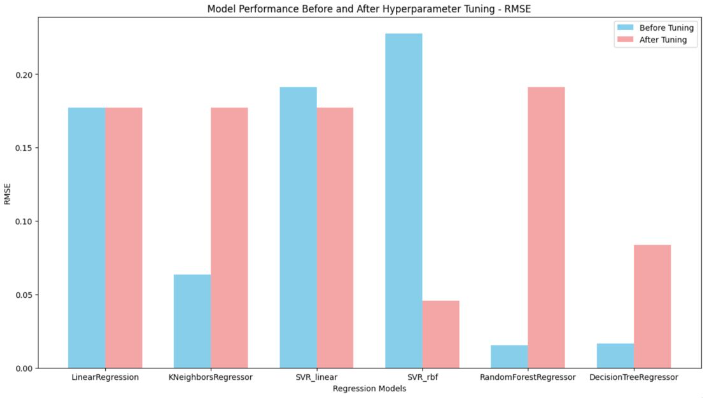 Model Performance Before and After Hyperparameter Tuning - RMSE
Before Tuning
After Tuning
RMSE
0.20
0.15
0.10
0.05
0.00
LinearRegression KNeighborsRegressor SVR_linear SVR_rbf RandomForestRegressor DecisionTreeRegressor
Regression Models